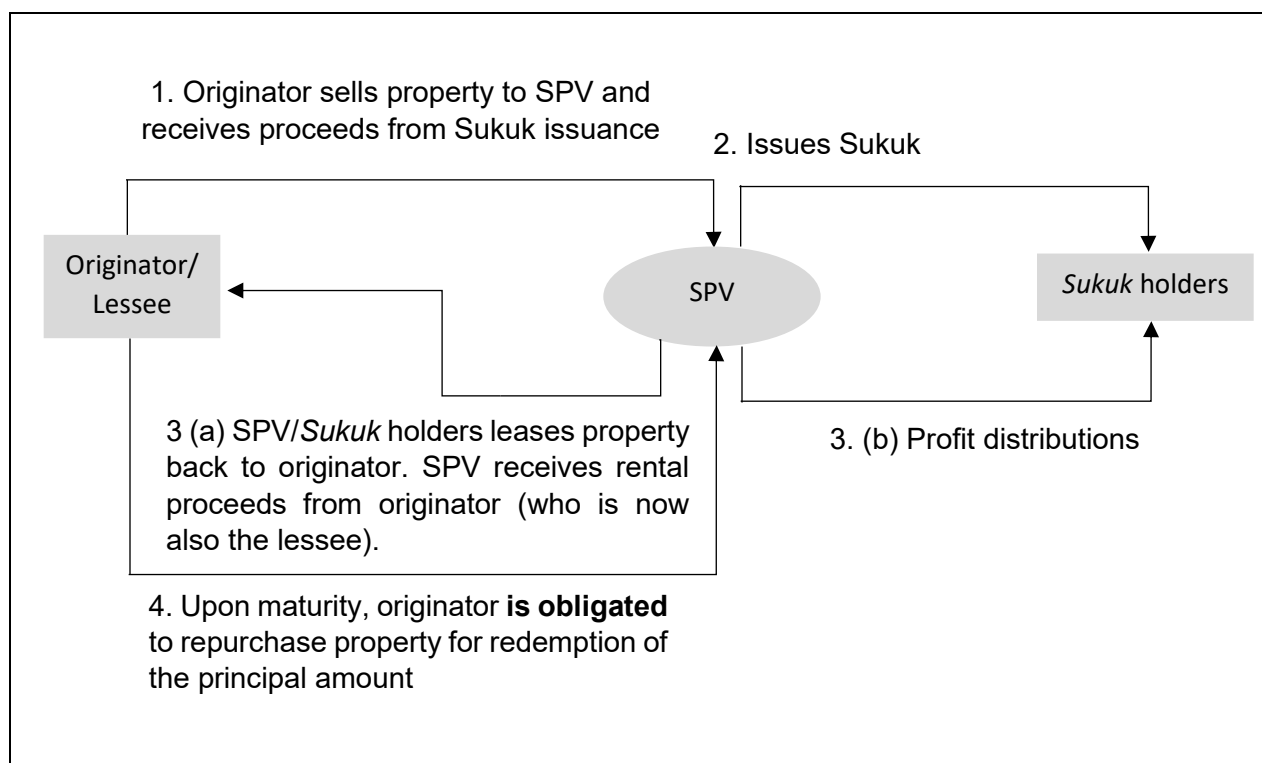 1. Originator sells property to SPV and
receives proceeds from Sukuk issuance
2. Issues Sukuk
Originator/
Lessee
SPV
Sukuk holders
3 (a) SPV/Sukuk holders leases property
back to originator. SPV receives rental
proceeds from originator (who is now
also the lessee).
3. (b) Profit distributions
4. Upon maturity, originator is obligated
to repurchase property for redemption of
the principal amount